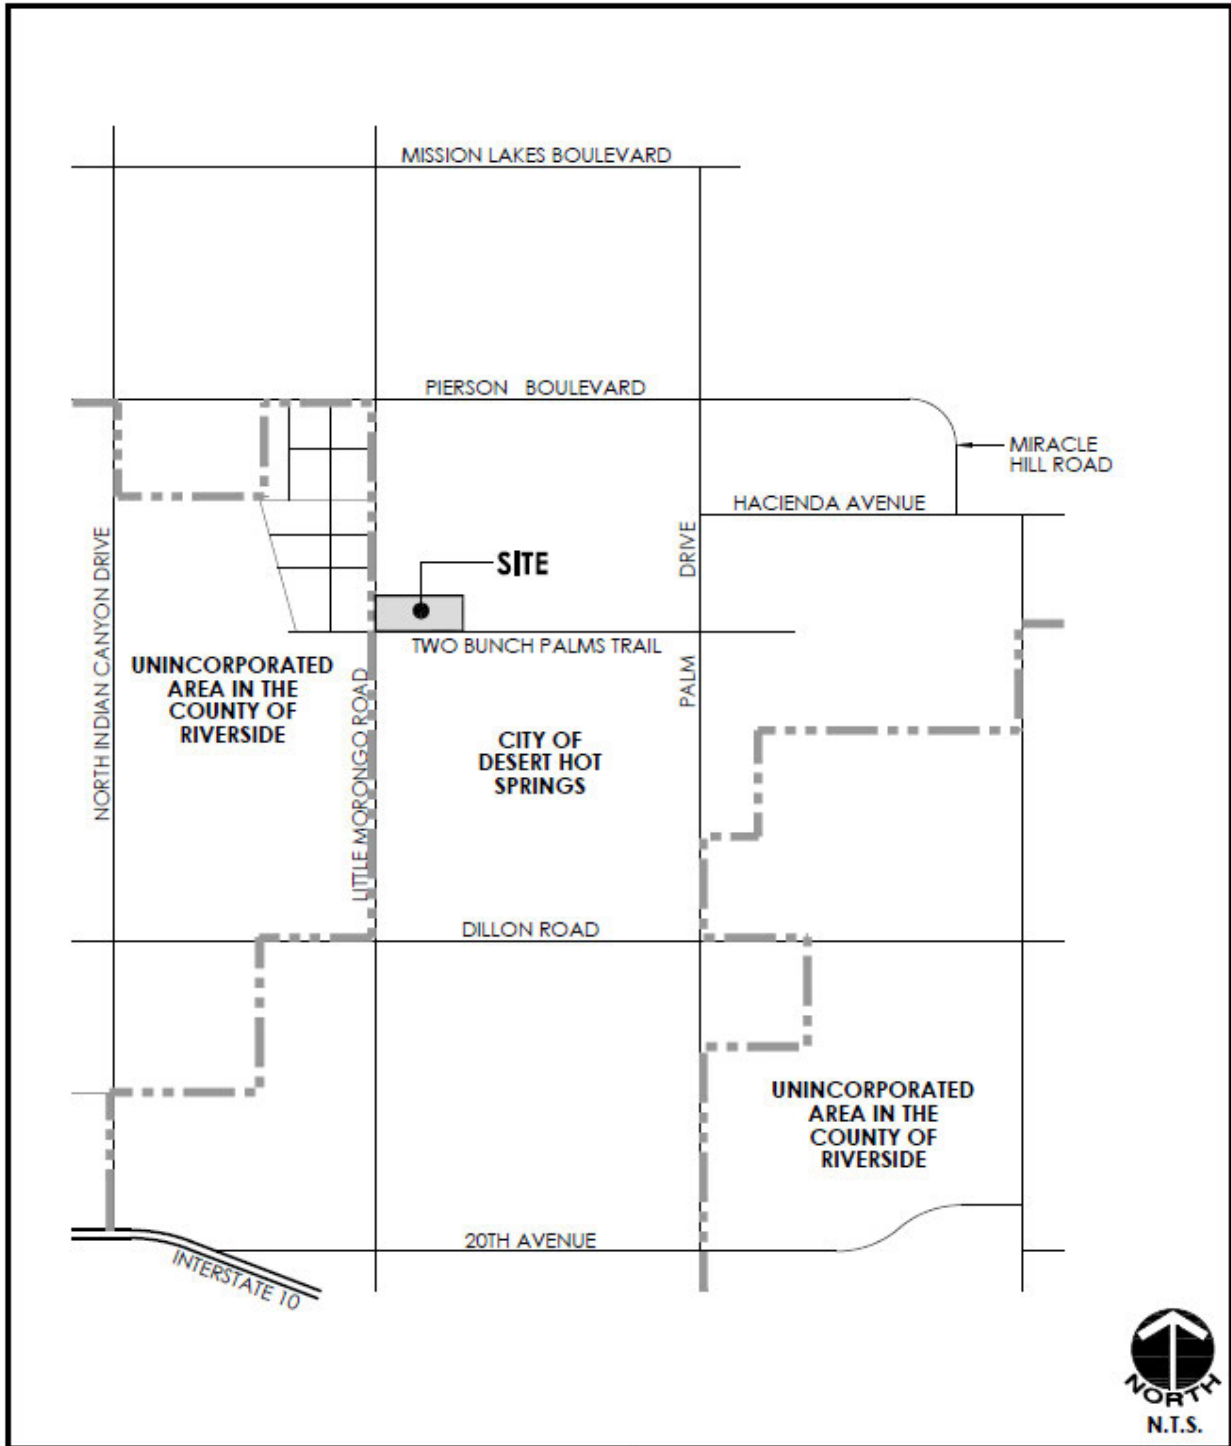 MISSION LAKES BOULEVARD
PIERSON BOULEVARD
MIRACLE
HILL ROAD
HACIENDA AVENUE
NORTH INDIAN CANYON DRIVE
PALM DRIVE
SITE
TWO BUNCH PALMS TRAIL
UNINCORPORATED
AREA IN THE
COUNTY OF
RIVERSIDE
LITTLE MORONGO ROAD
CITY OF
DESERT HOT
SPRINGS
DILLON ROAD
UNINCORPORATED
AREA IN THE
COUNTY OF
RIVERSIDE
20TH AVENUE
INTERSTATE 10
NORTH
N.T.S.